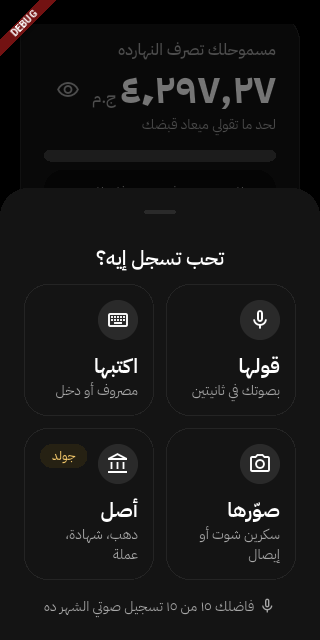 DEBUG
مسموحلك تصرف النهارده
٤,٢٩٧,٢٧ ج.م
لحد ما تقولي ميعاد قبضك
تحب تسجل إيه؟
قولها
بصوتك في ثانيتين
اكتبها
مصروف أو دخل
صوّرها
سكرين شوت أو
إيصال
جولد
أصل
دهب، شهادة،
عملة
فاضلك ١٥ من ١٥ تسجيل صوتي الشهر ده